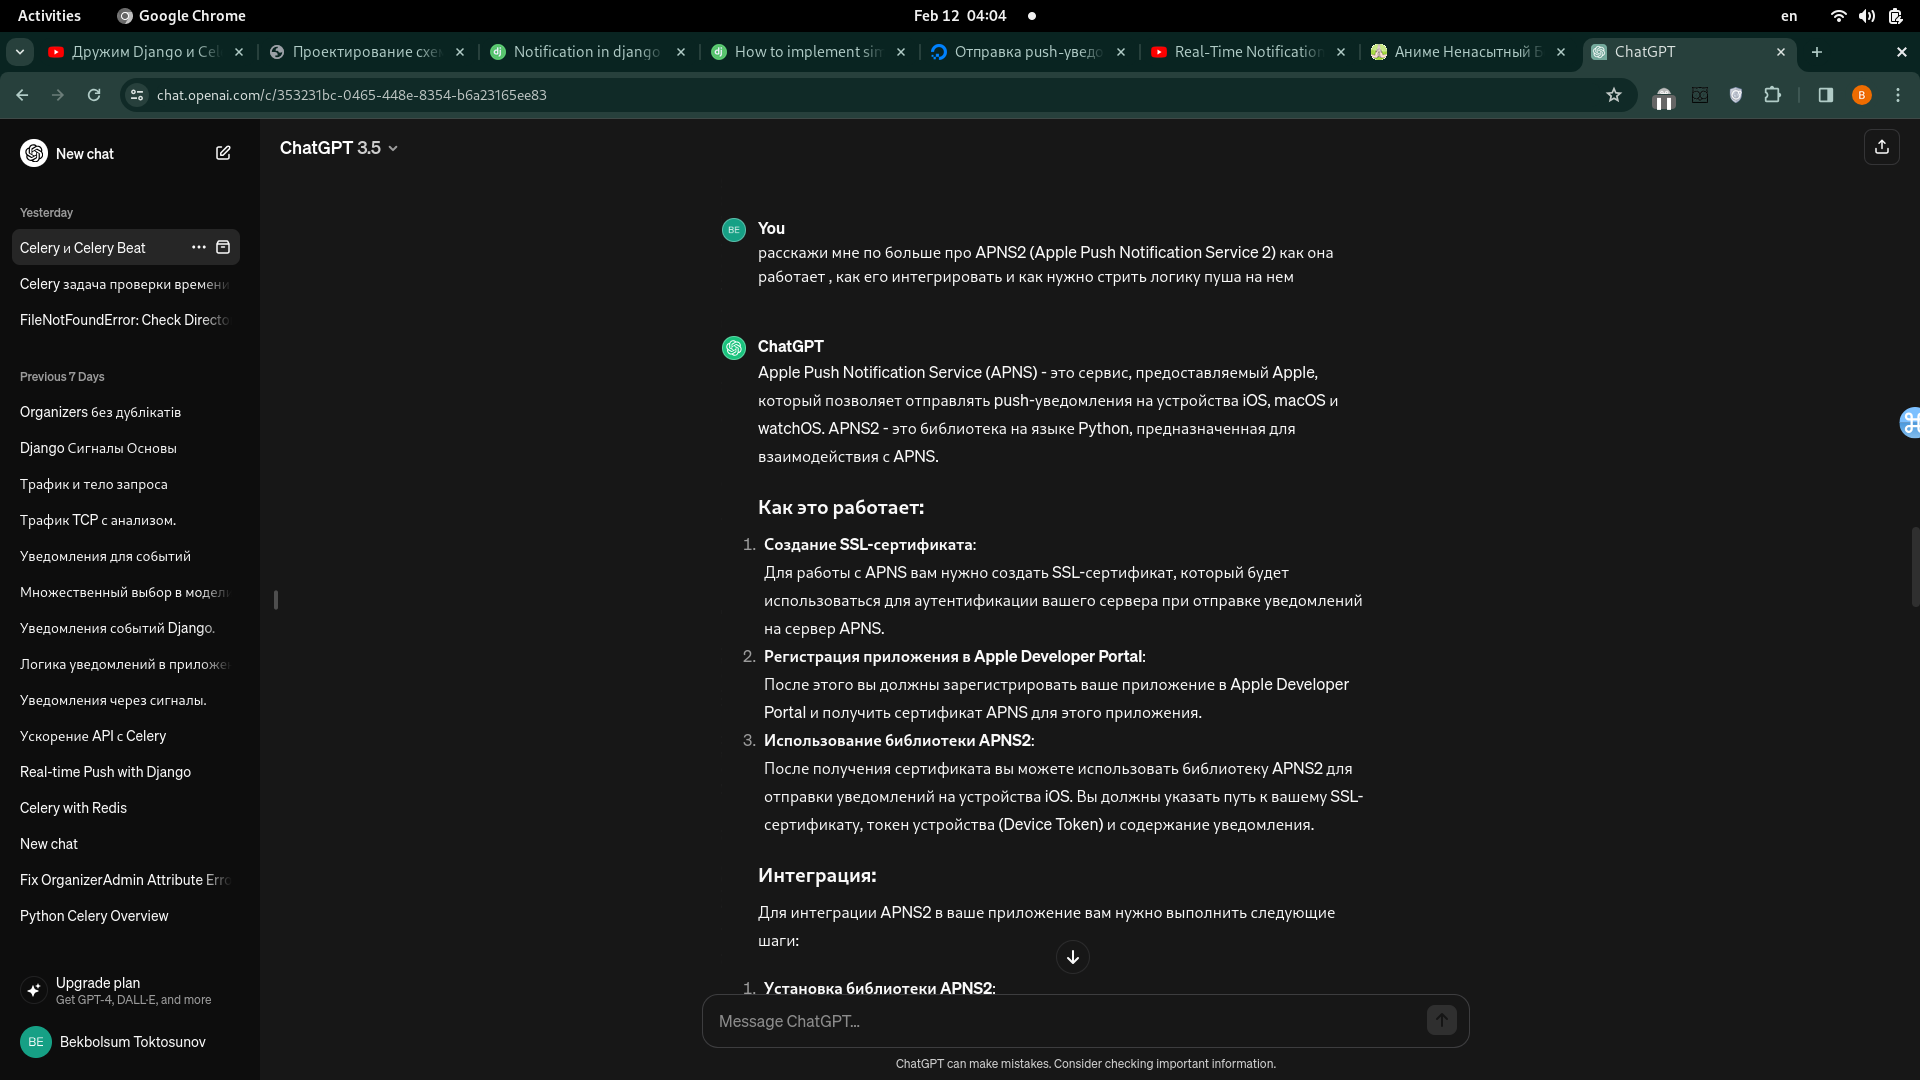 Activities
Google Chrome
Feb 12 04:04
en
Дружим Django и Cel
Проектирование схе
Notification in django
How to implement sim
Отправка push-уведо
Real-Time Notification
Аниме Ненасытный Б
ChatGPT
chat.openai.com/c/353231bc-0465-448e-8354-b6a23165ee83
B
New chat
ChatGPT 3.5
Yesterday
Celery и Celery Beat
Celery задача проверки времени
FileNotFoundError: Check Directo
Previous 7 Days
Organizers без дублікатів
Django Сигналы Основы
Трафик и тело запроса
Трафик TCP с анализом.
Уведомления для событий
Множественный выбор в модели
Уведомления событий Django.
Логика уведомлений в приложе
Уведомления через сигналы.
Ускорение API с Celery
Real-time Push with Django
Celery with Redis
New chat
Fix OrganizerAdmin Attribute Erro
Python Celery Overview
Upgrade plan
Get GPT-4, DALL·E, and more
BE
Bekbolsum Toktosunov
BE
You
расскажи мне по больше про APNS2 (Apple Push Notification Service 2) как она
работает , как его интегрировать и как нужно стрить логику пуша на нем
ChatGPT
Apple Push Notification Service (APNS) - это сервис, предоставляемый Apple,
который позволяет отправлять push-уведомления на устройства iOS, macOS и
watchOS. APNS2 - это библиотека на языке Python, предназначенная для
взаимодействия с APNS.
Как это работает:
1. Создание SSL-сертификата:
Для работы с APNS вам нужно создать SSL-сертификат, который будет
использоваться для аутентификации вашего сервера при отправке уведомлений
на сервер APNS.
2. Регистрация приложения в Apple Developer Portal:
После этого вы должны зарегистрировать ваше приложение в Apple Developer
Portal и получить сертификат APNS для этого приложения.
3. Использование библиотеки APNS2:
После получения сертификата вы можете использовать библиотеку APNS2 для
отправки уведомлений на устройства iOS. Вы должны указать путь к вашему SSL-
сертификату, токен устройства (Device Token) и содержание уведомления.
Интеграция:
Для интеграции APNS2 в ваше приложение вам нужно выполнить следующие
шаги:
1. Установка библиотеки APNS2:
Message ChatGPT...
ChatGPT can make mistakes. Consider checking important information.